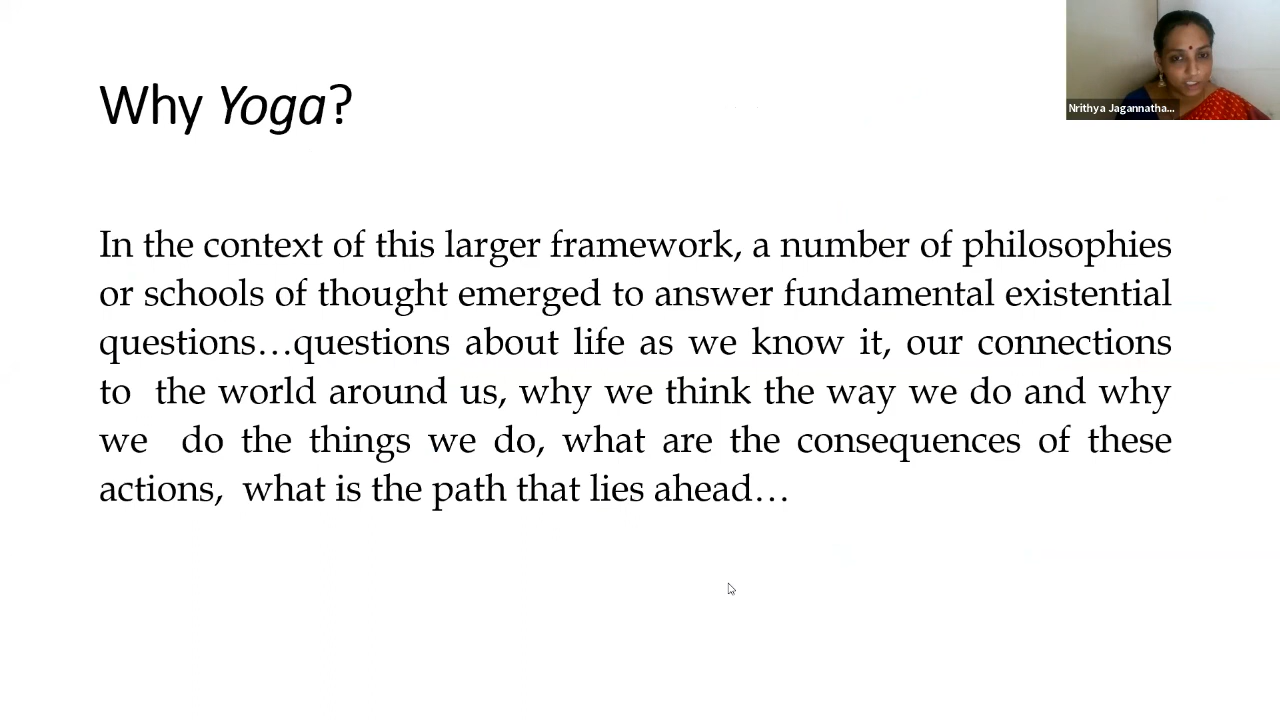 Why Yoga?
Nrithya Jagannatha...
In the context of this larger framework, a number of philosophies
or schools of thought emerged to answer fundamental existential
questions…questions about life as we know it, our connections
to the world around us, why we think the way we do and why
we do the things we do, what are the consequences of these
actions, what is the path that lies ahead…